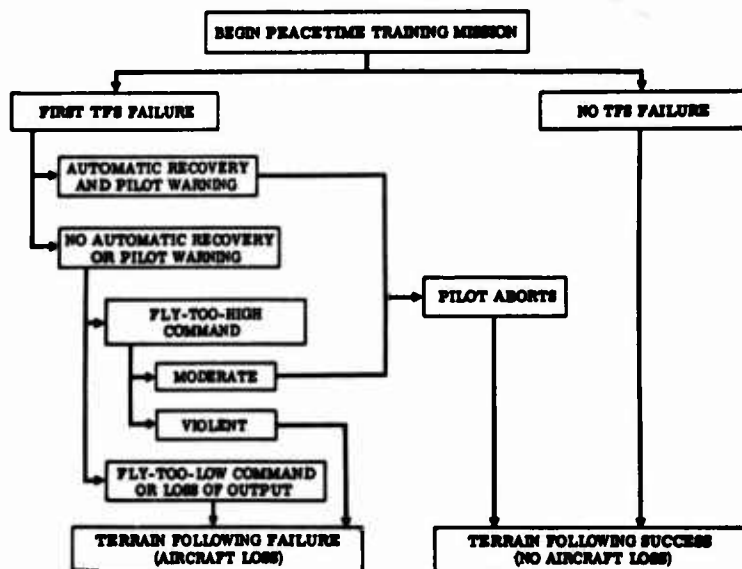 BEGIN PEACETIME TRAINING MISSION
FIRST TFS FAILURE
NO TFS FAILURE
AUTOMATIC RECOVERY
AND PILOT WARNING
NO AUTOMATIC RECOVERY
OR PILOT WARNING
PILOT ABORTS
FLY-TOO-HIGH
COMMAND
MODERATE
VIOLENT
FLY-TOO-LOW COMMAND
OR LOSS OF OUTPUT
TERRAIN FOLLOWING FAILURE
(AIRCRAFT LOSS)
TERRAIN FOLLOWING SUCCESS
(NO AIRCRAFT LOSS)